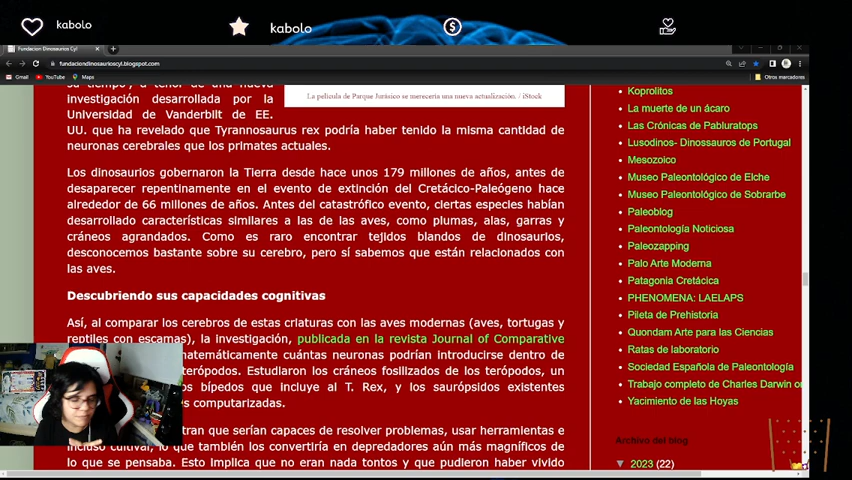 kabolo
kabolo
Fundacion Dinosaurios Cyl
fundaciondinosaurioscyl.blogspot.com
Gmail
YouTube
Maps
Otros marcadores
su tiempo, a tenor de una nueva
investigación desarrollada por la
Universidad de Vanderbilt de EE.
UU. que ha revelado que Tyrannosaurus rex podría haber tenido la misma cantidad de
neuronas cerebrales que los primates actuales.
La película de Parque Jurásico se merecería una nueva actualización. / iStock
Los dinosaurios gobernaron la Tierra desde hace unos 179 millones de años, antes de
desaparecer repentinamente en el evento de extinción del Cretácico-Paleógeno hace
alrededor de 66 millones de años. Antes del catastrófico evento, ciertas especies habían
desarrollado características similares a las de las aves, como plumas, alas, garras y
cráneos agrandados. Como es raro encontrar tejidos blandos de dinosaurios,
desconocemos bastante sobre su cerebro, pero sí sabemos que están relacionados con
las aves.
Descubriendo sus capacidades cognitivas
Así, al comparar los cerebros de estas criaturas con las aves modernas (aves, tortugas y
reptiles con escamas), la investigación, publicada en la revista Journal of Comparative
matemáticamente cuántas neuronas podrían introducirse dentro de
terópodos. Estudiaron los cráneos fosilizados de los terópodos, un
os bípedos que incluye al T. Rex, y los saurópsidos existentes
es computarizadas.
tran que serían capaces de resolver problemas, usar herramientas e
incluso cultivar, lo que también los convertiría en depredadores aún más magníficos de
lo que se pensaba. Esto implica que no eran nada tontos y que pudieron haber vivido
Koprolitos
La muerte de un ácaro
Las Crónicas de Pabluratops
Lusodinos- Dinossauros de Portugal
Mesozoico
Museo Paleontológico de Elche
Museo Paleontológico de Sobrarbe
Paleoblog
Paleontología Noticiosa
Paleozapping
Palo Arte Moderna
Patagonia Cretácica
PHENOMENA: LAELAPS
Pileta de Prehistoria
Quondam Arte para las Ciencias
Ratas de laboratorio
Sociedad Española de Paleontología
Trabajo completo de Charles Darwin on
Yacimiento de las Hoyas
Archivo del blog
▼ 2023 (22)